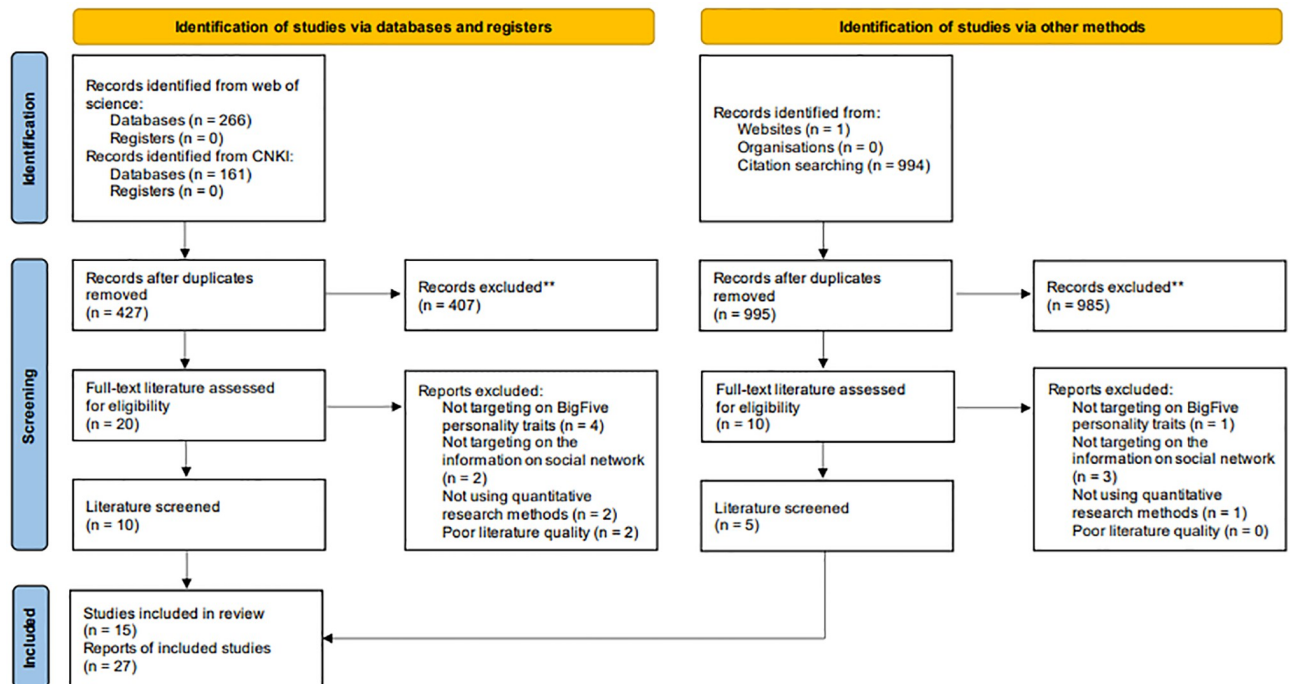 Identification of studies via databases and registers
Identification of studies via other methods
Identification
Records identified from web of
science:
Databases (n = 266)
Registers (n = 0)
Records identified from CNKI:
Databases (n = 161)
Registers (n = 0)
Records identified from:
Websites (n = 1)
Organisations (n = 0)
Citation searching (n = 994)
Screening
Records after duplicates
removed
(n = 427)
Records excluded**
(n = 407)
Records after duplicates
removed
(n = 995)
Records excluded**
(n = 985)
Full-text literature assessed
for eligibility
(n = 20)
Reports excluded:
Not targeting on BigFive
personality traits (n = 4)
Not targeting on the
information on social network
(n = 2)
Not using quantitative
research methods (n = 2)
Poor literature quality (n = 2)
Full-text literature assessed
for eligibility
(n = 10)
Reports excluded:
Not targeting on BigFive
personality traits (n = 1)
Not targeting on the
information on social network
(n = 3)
Not using quantitative
research methods (n = 1)
Poor literature quality (n = 0)
Literature screened
(n = 10)
Literature screened
(n = 5)
Included
Studies included in review
(n = 15)
Reports of included studies
(n = 27)